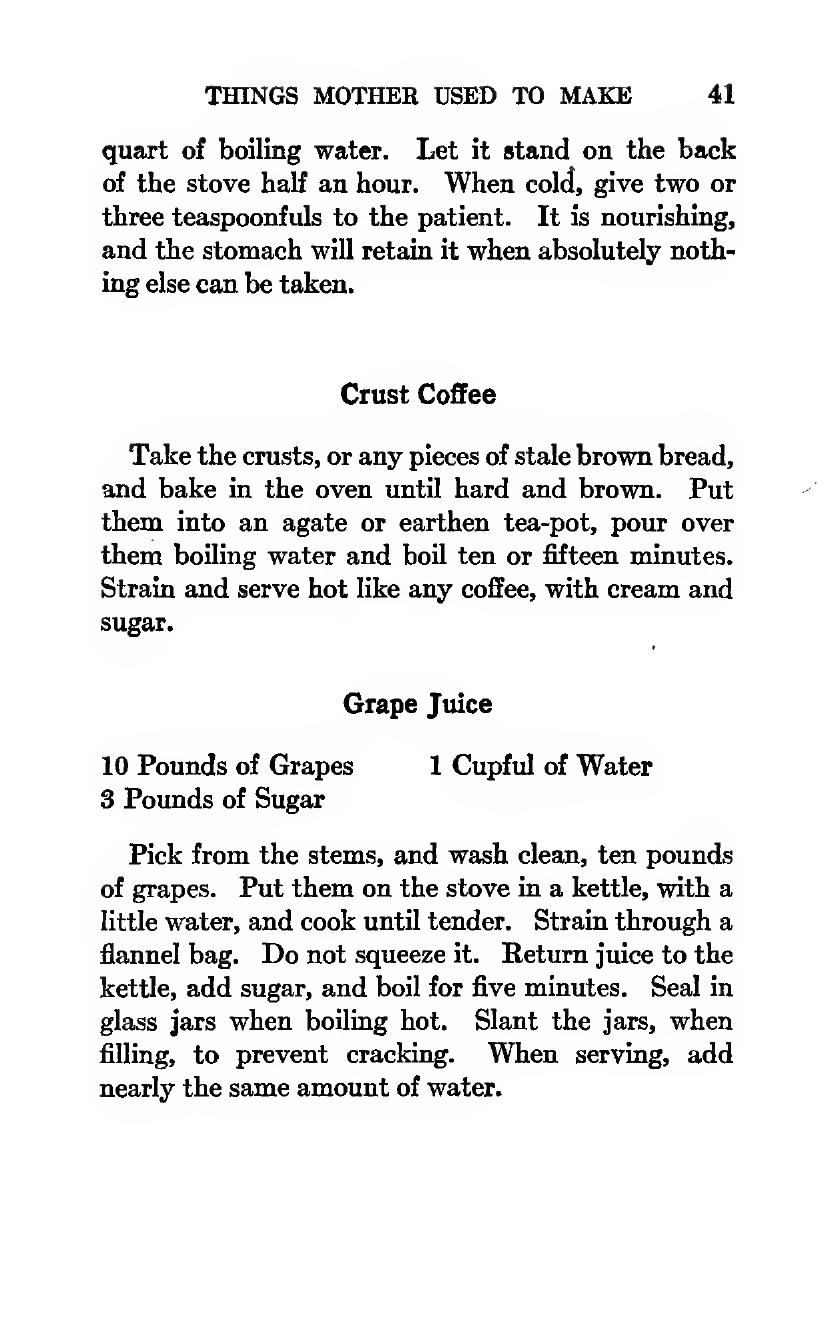 THINGS MOTHER USED TO MAKE 41
quart of boiling water. Let it stand on the back
of the stove half an hour. When cold, give two or
three teaspoonfuls to the patient. It is nourishing,
and the stomach will retain it when absolutely noth-
ing else can be taken.
Crust Coffee
Take the crusts, or any pieces of stale brown bread,
and bake in the oven until hard and brown. Put
them into an agate or earthen tea-pot, pour over
them boiling water and boil ten or fifteen minutes.
Strain and serve hot like any coffee, with cream and
sugar.
Grape Juice
10 Pounds of Grapes 1 Cupful of Water
3 Pounds of Sugar
Pick from the stems, and wash clean, ten pounds
of grapes. Put them on the stove in a kettle, with a
little water, and cook until tender. Strain through a
flannel bag. Do not squeeze it. Return juice to the
kettle, add sugar, and boil for five minutes. Seal in
glass jars when boiling hot. Slant the jars, when
filling, to prevent cracking. When serving, add
nearly the same amount of water.